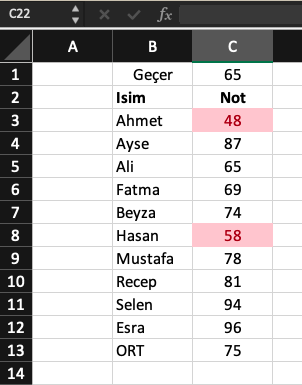 C22 fx
A B C
1 Geçer 65
2 Isim Not
3 Ahmet 48
4 Ayse 87
5 Ali 65
6 Fatma 69
7 Beyza 74
8 Hasan 58
9 Mustafa 78
10 Recep 81
11 Selen 94
12 Esra 96
13 ORT 75
14